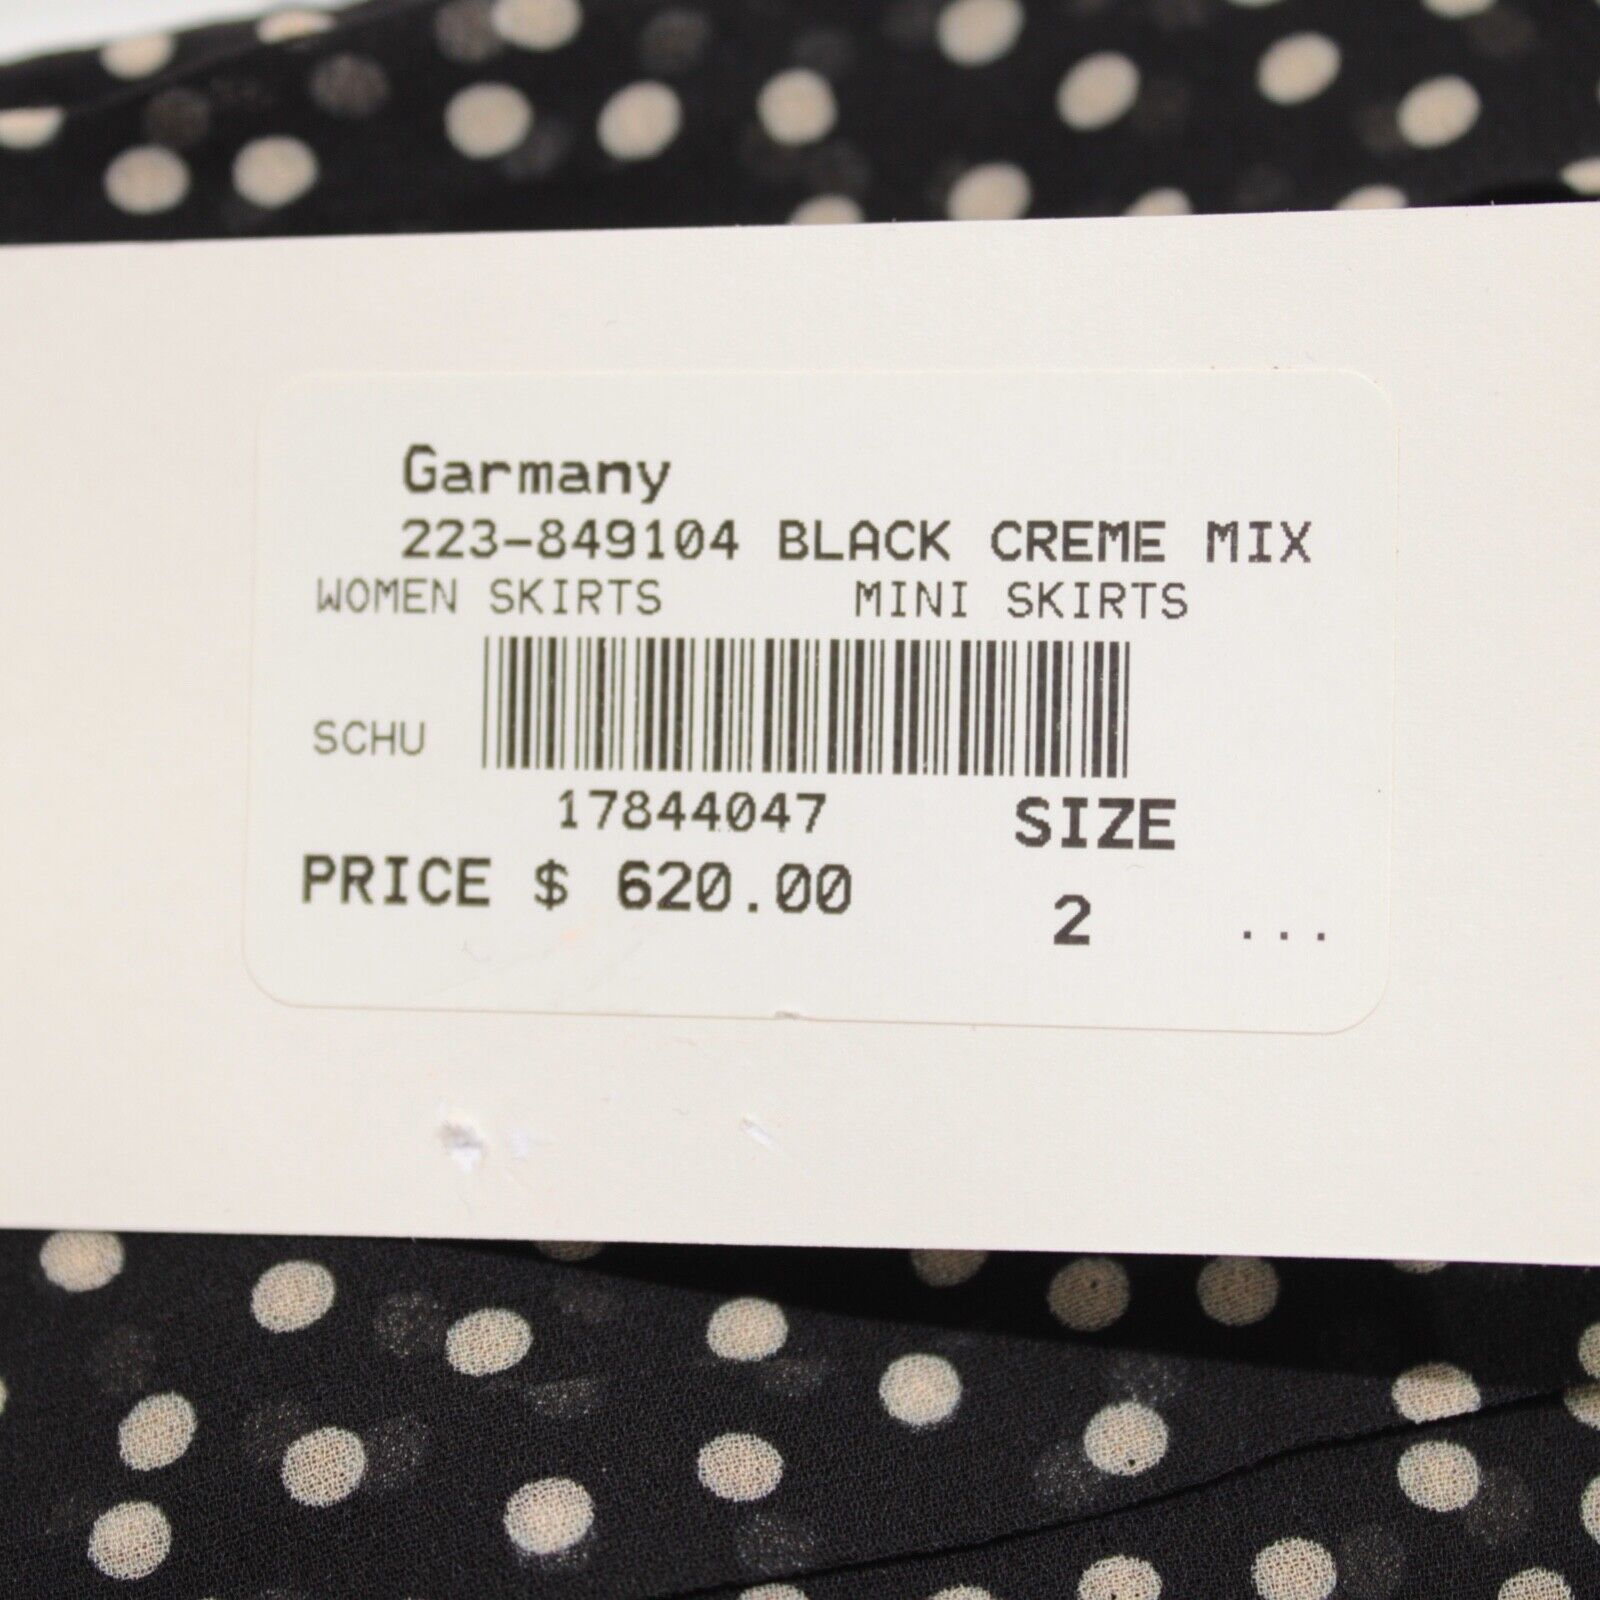 Garmany
223-849104 BLACK CREME MIX
WOMEN SKIRTS MINI SKIRTS
SCHU
17844047 SIZE
PRICE $ 620.00
2 ...